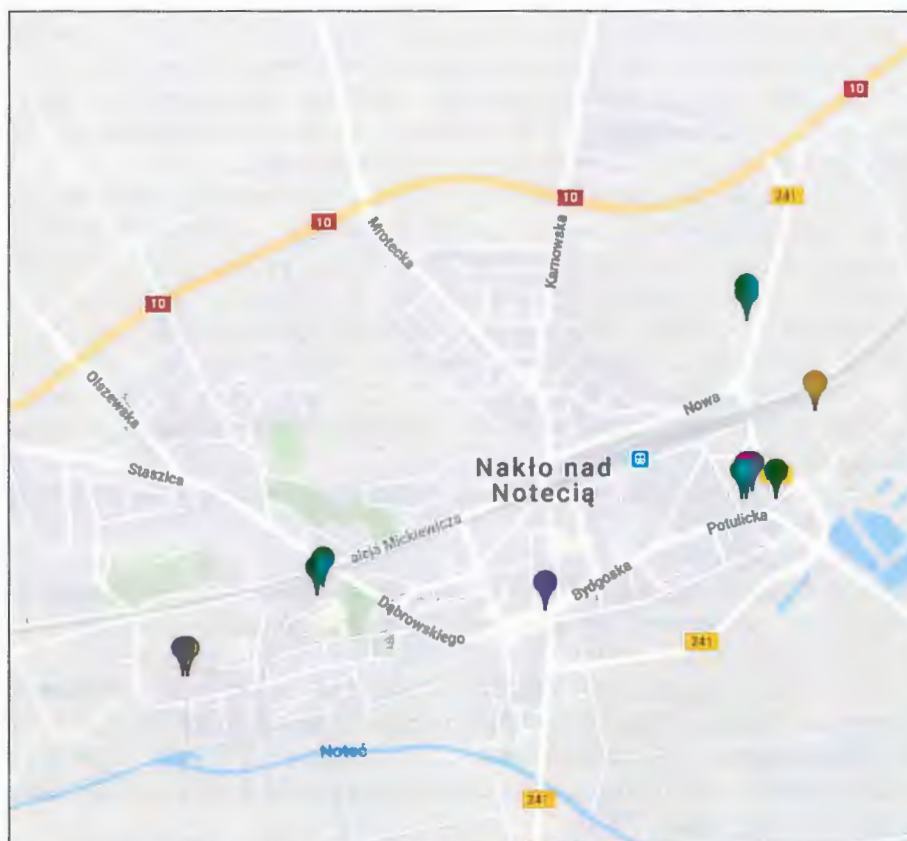 10
10
241
10
Mrotecka
Karnowska
10
Olszewska
Nowa
Staszica
Nakło nad
Notecią
Potulicka
aleja Mickiewicza
Bydgoska
Dąbrowskiego
241
Noteć
241